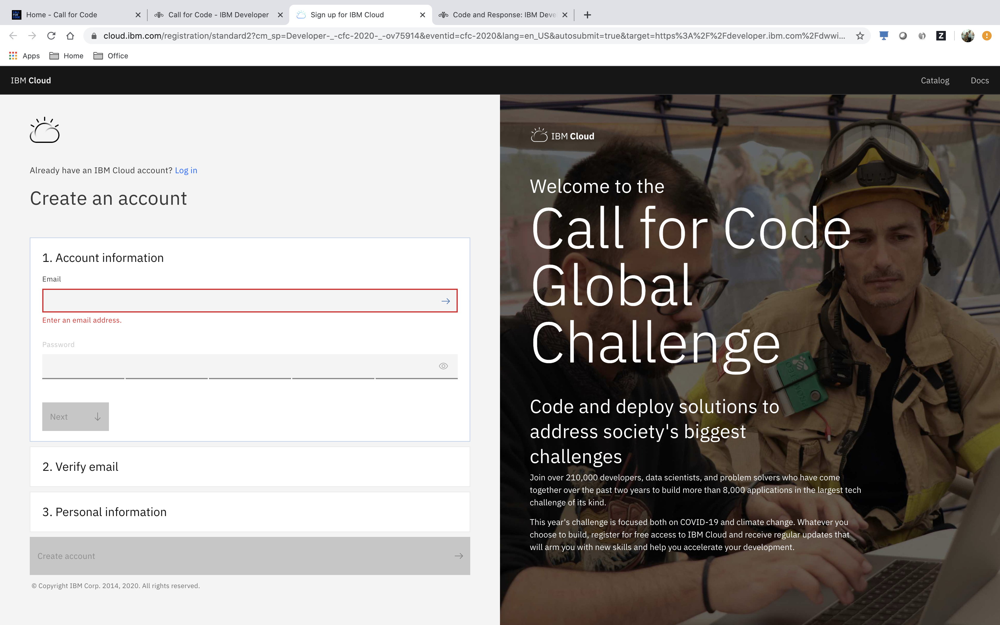 Home - Call for Code
Call for Code - IBM Developer
Sign up for IBM Cloud
Code and Response: IBM Deve
cloud.ibm.com/registration/standard2?cm_sp=Developer-_-cfc-2020-_-ov75914&eventid=cfc-2020&lang=en_US&autosubmit=true&target=https%3A%2F%2Fdeveloper.ibm.com%2Fdwwi...
Z
Apps
Home
Office
IBM Cloud
Catalog
Docs
Already have an IBM Cloud account? Log in
Create an account
1. Account information
Email
Enter an email address.
Password
Next
2. Verify email
3. Personal information
Create account
© Copyright IBM Corp. 2014, 2020. All rights reserved.
IBM Cloud
Welcome to the
Call for Code
Global
Challenge
Code and deploy solutions to
address society's biggest
challenges
Join over 210,000 developers, data scientists, and problem solvers who have come
together over the past two years to build more than 8,000 applications in the largest tech
challenge of its kind.
This year's challenge is focused both on COVID-19 and climate change. Whatever you
choose to build, register for free access to IBM Cloud and receive regular updates that
will arm you with new skills and help you accelerate your development.